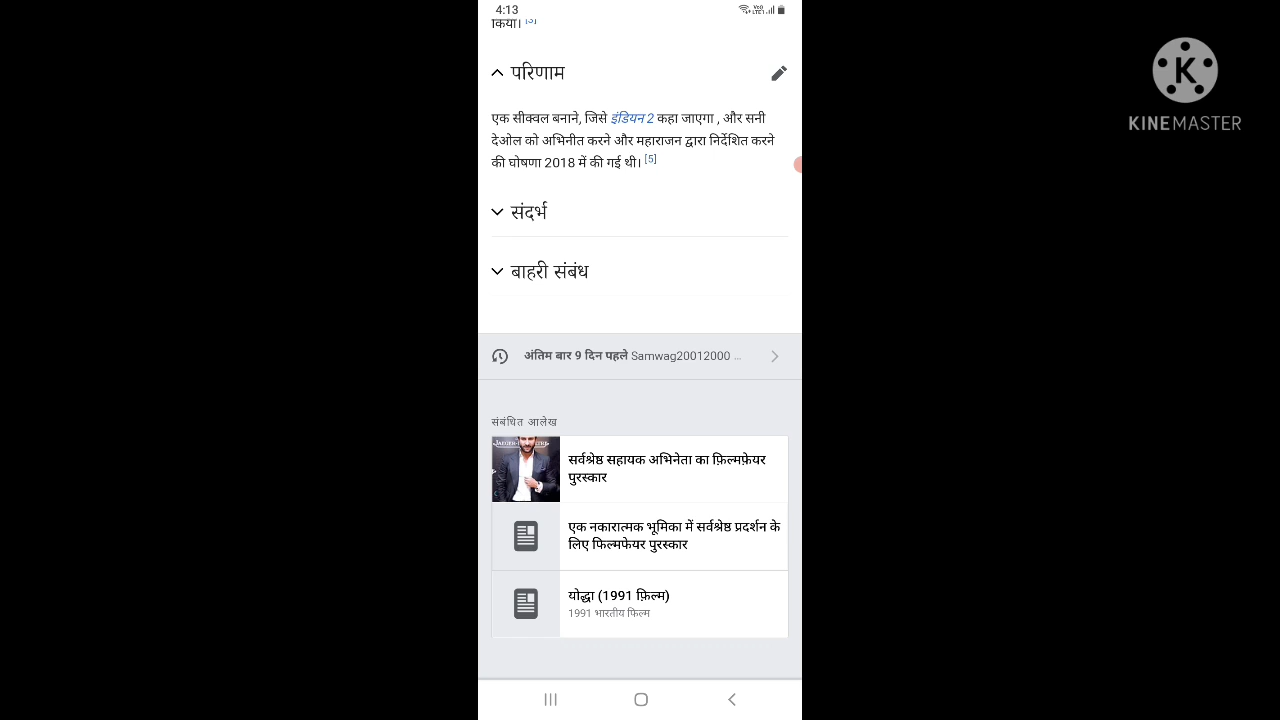 4:13
किया। [3]
परिणाम
एक सीक्वल बनाने, जिसे इंडियन 2 कहा जाएगा , और सनी
देओल को अभिनीत करने और महाराजन द्वारा निर्देशित करने
की घोषणा 2018 में की गई थी। [5]
संदर्भ
बाहरी संबंध
अंतिम बार 9 दिन पहले Samwag20012000 ...
संबंधित आलेख
सर्वश्रेष्ठ सहायक अभिनेता का फ़िल्मफ़ेयर
पुरस्कार
एक नकारात्मक भूमिका में सर्वश्रेष्ठ प्रदर्शन के
लिए फिल्मफेयर पुरस्कार
योद्धा (1991 फ़िल्म)
1991 भारतीय फिल्म
K
KINEMASTER